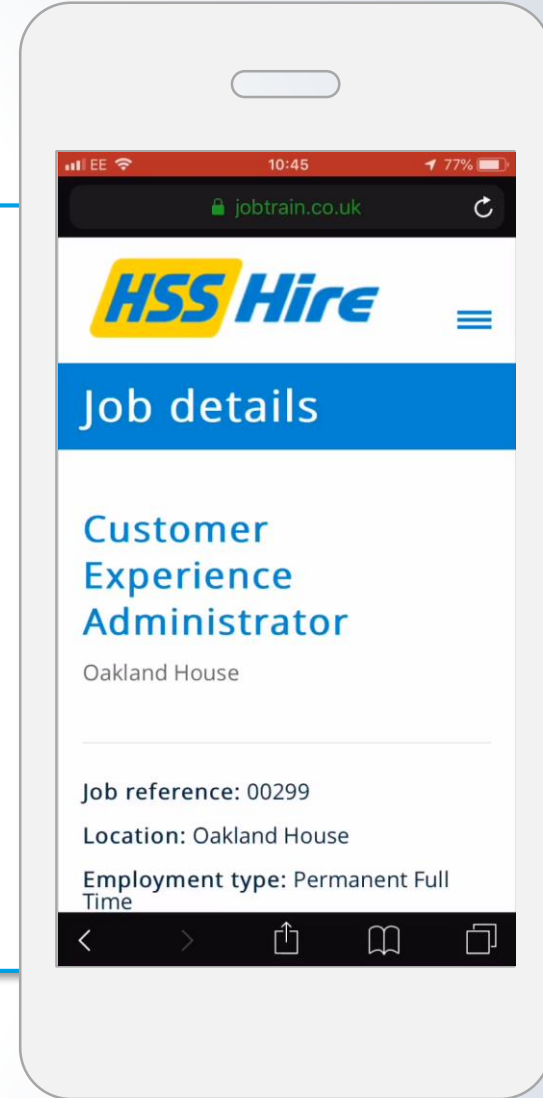 EE 10:45 77%
jobtrain.co.uk
HSS Hire
Job details
Customer
Experience
Administrator
Oakland House
Job reference: 00299
Location: Oakland House
Employment type: Permanent Full
Time